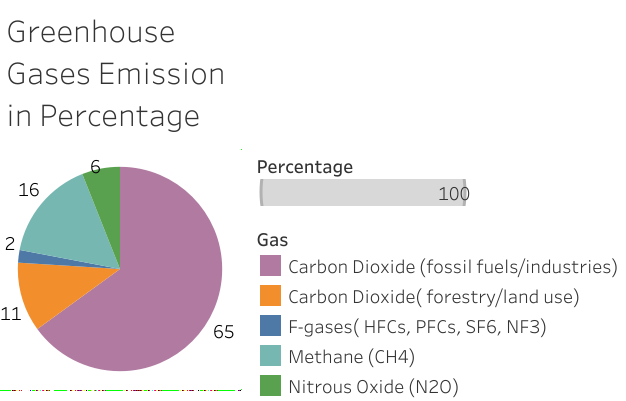 Greenhouse
Gases Emission
in Percentage
6
16
2
11
65
Percentage
100
Gas
Carbon Dioxide (fossil fuels/industries)
Carbon Dioxide( forestry/land use)
F-gases( HFCs, PFCs, SF6, NF3)
Methane (CH4)
Nitrous Oxide (N2O)